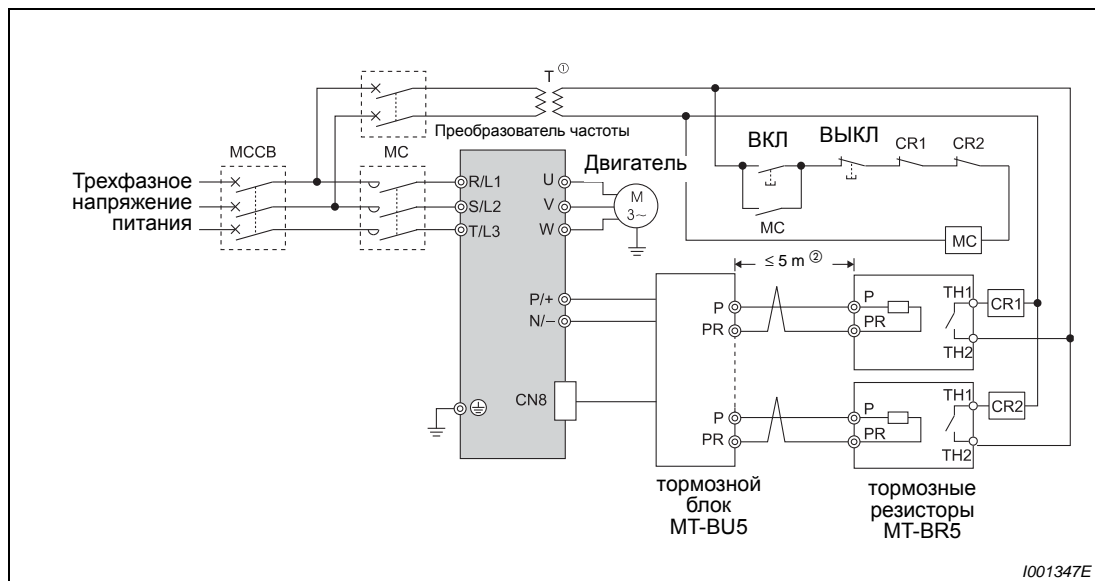 T ①
Преобразователь частоты
MCCB
MC
Трехфазное
напряжение
питания
R/L1
S/L2
T/L3
U
V
W
Двигатель
M
3~
ВКЛ
ВЫКЛ
CR1
CR2
MC
MC
P/+
N/−
CN8
≤ 5 m ②
P
PR
P
PR
TH1
CR1
TH2
P
PR
P
PR
TH1
CR2
TH2
тормозной
блок
MT-BU5
тормозные
резисторы
MT-BR5
I001347E